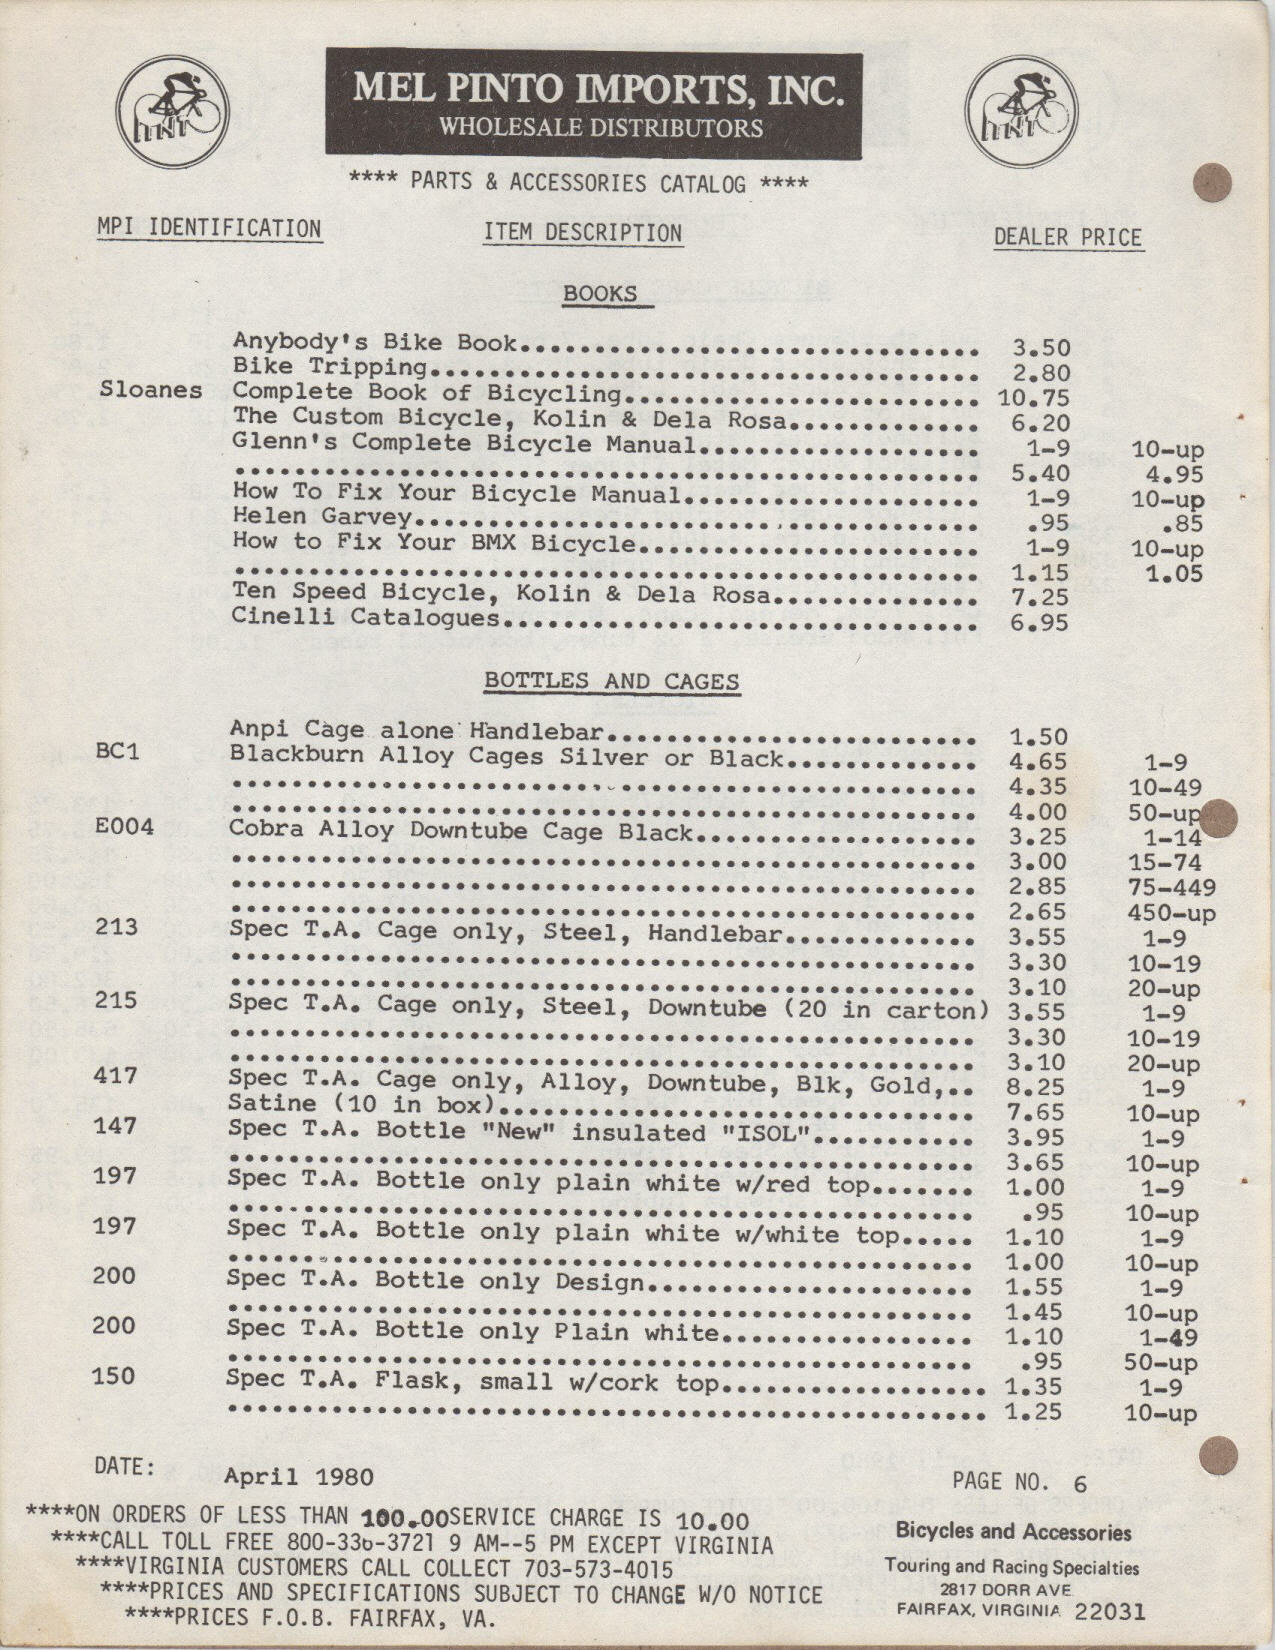 MEL PINTO IMPORTS, INC.
WHOLESALE DISTRIBUTORS
**** PARTS & ACCESSORIES CATALOG ****
MPI IDENTIFICATION ITEM DESCRIPTION DEALER PRICE
BOOKS
Anybody's Bike Book............................... 3.50
Bike Tripping..................................... 2.80
Sloanes Complete Book of Bicycling........................ 10.75
The Custom Bicycle, Kolin & Dela Rosa............. 6.20
Glenn's Complete Bicycle Manual................... 1-9 10-up
.................................................. 5.40 4.95
How To Fix Your Bicycle Manual.................... 1-9 10-up
Helen Garvey...................................... .95 .85
How to Fix Your BMX Bicycle....................... 1-9 10-up
.................................................. 1.15 1.05
Ten Speed Bicycle, Kolin & Dela Rosa.............. 7.25
Cinelli Catalogues................................ 6.95
BOTTLES AND CAGES
Anpi Cage alone Handlebar......................... 1.50
BC1 Blackburn Alloy Cages Silver or Black............. 4.65 1-9
.................................................. 4.35 10-49
.................................................. 4.00 50-up
E004 Cobra Alloy Downtube Cage Black................... 3.25 1-14
.................................................. 3.00 15-74
.................................................. 2.85 75-449
.................................................. 2.65 450-up
213 Spec T.A. Cage only, Steel, Handlebar............. 3.55 1-9
.................................................. 3.30 10-19
.................................................. 3.10 20-up
215 Spec T.A. Cage only, Steel, Downtube (20 in carton) 3.55 1-9
.................................................. 3.30 10-19
.................................................. 3.10 20-up
417 Spec T.A. Cage only, Alloy, Downtube, Blk, Gold,.. 8.25 1-9
Satine (10 in box)................................ 7.65 10-up
147 Spec T.A. Bottle "New" insulated "ISOL"........... 3.95 1-9
.................................................. 3.65 10-up
197 Spec T.A. Bottle only plain white w/red top....... 1.00 1-9
.................................................. .95 10-up
197 Spec T.A. Bottle only plain white w/white top..... 1.10 1-9
.................................................. 1.00 10-up
200 Spec T.A. Bottle only Design...................... 1.55 1-9
.................................................. 1.45 10-up
200 Spec T.A. Bottle only Plain white................. 1.10 1-49
.................................................. .95 50-up
150 Spec T.A. Flask, small w/cork top.................. 1.35 1-9
................................................... 1.25 10-up
DATE: April 1980 PAGE NO. 6
****ON ORDERS OF LESS THAN 100.00 SERVICE CHARGE IS 10.00
****CALL TOLL FREE 800-336-3721 9 AM--5 PM EXCEPT VIRGINIA
****VIRGINIA CUSTOMERS CALL COLLECT 703-573-4015
****PRICES AND SPECIFICATIONS SUBJECT TO CHANGE W/O NOTICE
****PRICES F.O.B. FAIRFAX, VA.
Bicycles and Accessories
Touring and Racing Specialties
2817 DORR AVE
FAIRFAX, VIRGINIA 22031